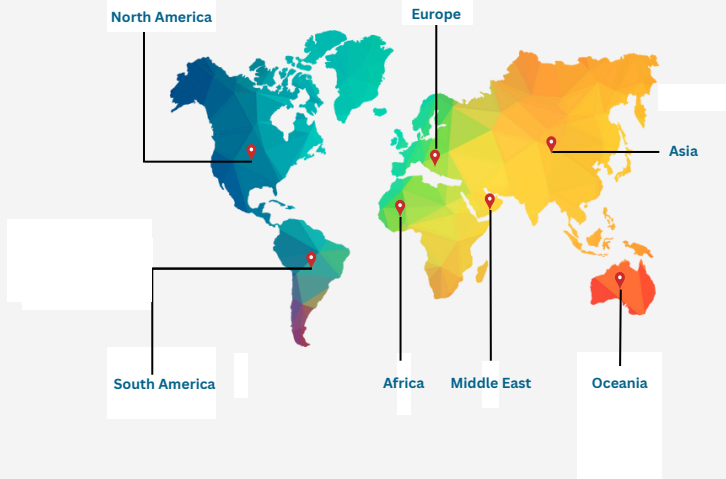 North America
Europe
Asia
South America
Africa
Middle East
Oceania